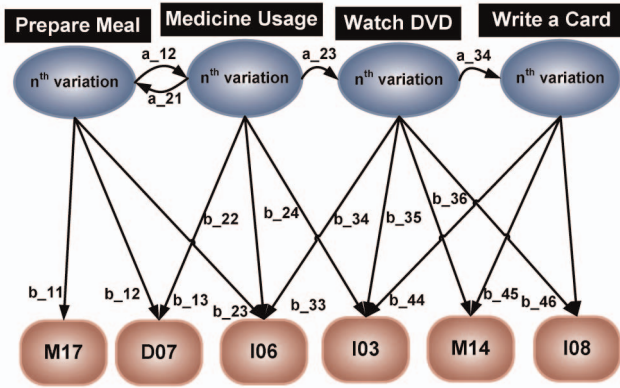 Prepare Meal
Medicine Usage
Watch DVD
Write a Card
a_12
a_23
a_34
nth variation
nth variation
nth variation
nth variation
a_21
b_22
b_24
b_34
b_35
b_36
b_11
b_12
b_13
b_23
b_33
b_44
b_45
b_46
M17
D07
I06
I03
M14
I08